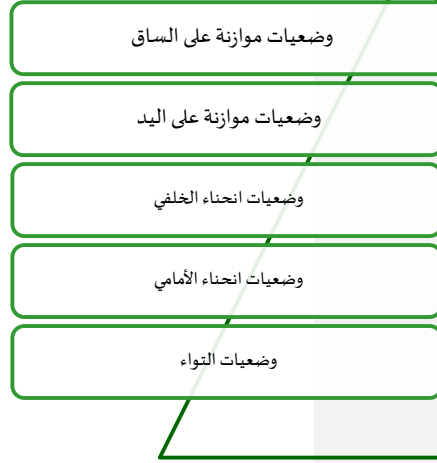 وضعيات موازنة على الساق
وضعيات موازنة على اليد
وضعيات انحناء الخلفي
وضعيات انحناء الأمامي
وضعيات التواء